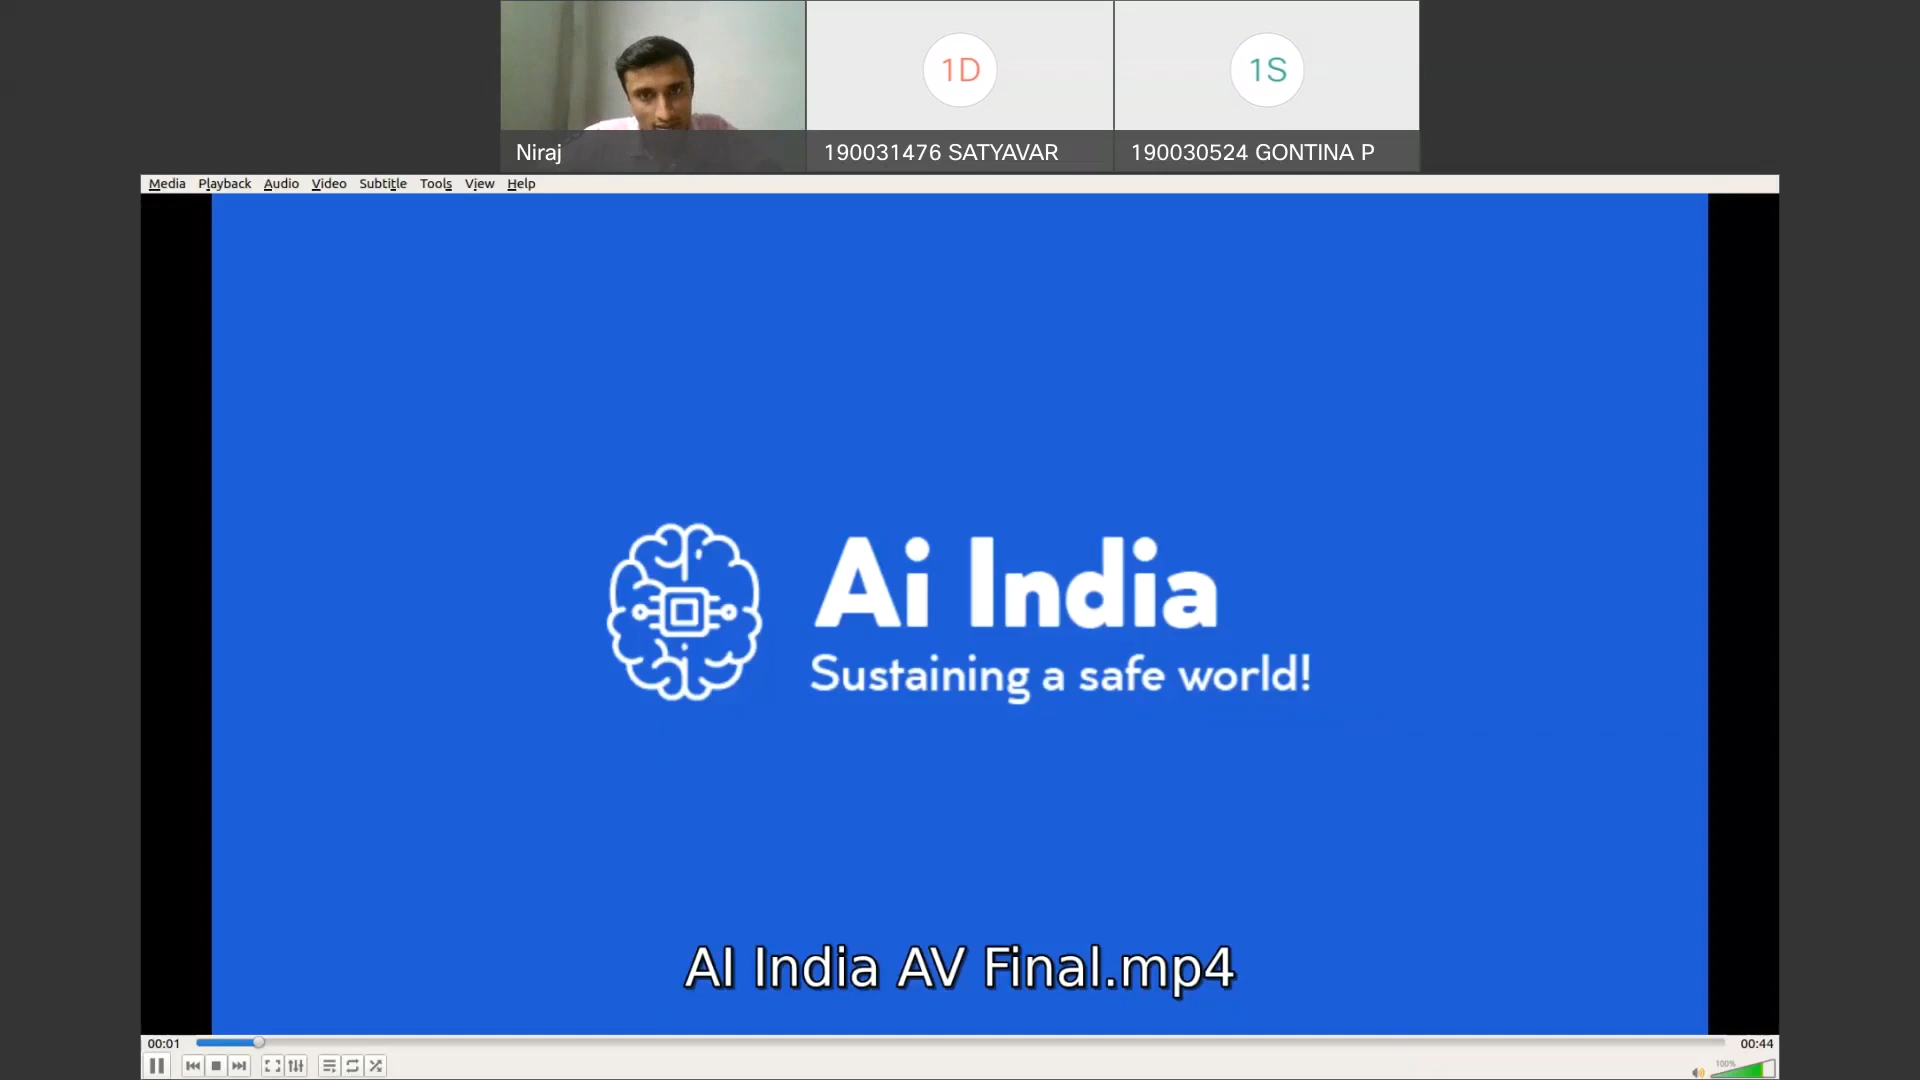 1D
1S
Niraj
190031476 SATYAVAR
190030524 GONTINA P
Media Playback Audio Video Subtitle Tools View Help
Ai India
Sustaining a safe world!
AI India AV Final.mp4
00:01
00:44
100%